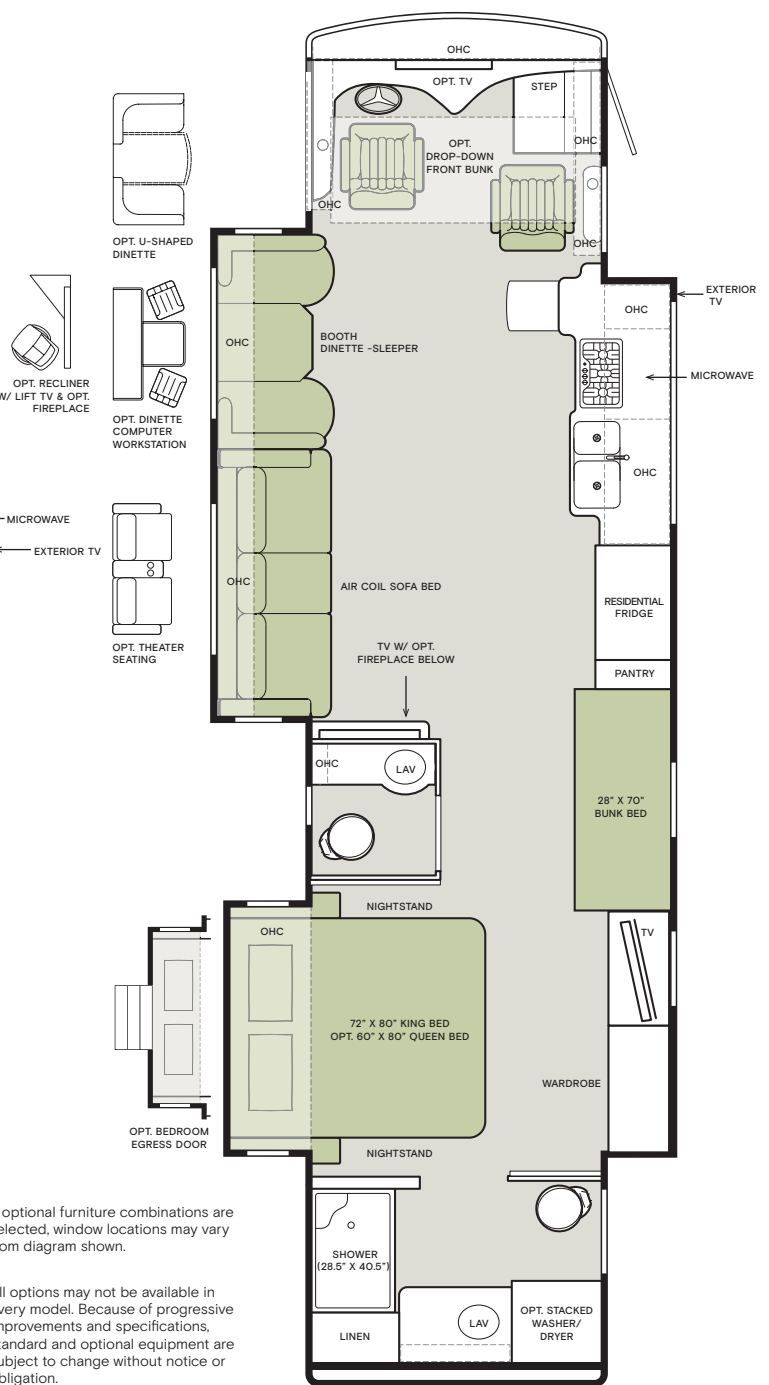 OHC
OPT. TV
STEP
OPT.
DROP-DOWN
FRONT BUNK
OHC
OHC
OHC
OPT. U-SHAPED
DINETTE
EXTERIOR
TV
OHC
OHC
BOOTH
DINETTE -SLEEPER
MICROWAVE
OPT. RECLINER
W/ LIFT TV & OPT.
FIREPLACE
OPT. DINETTE
COMPUTER
WORKSTATION
OHC
MICROWAVE
EXTERIOR TV
OHC
AIR COIL SOFA BED
RESIDENTIAL
FRIDGE
OPT. THEATER
SEATING
TV W/ OPT.
FIREPLACE BELOW
PANTRY
OHC
LAV
28" X 70"
BUNK BED
NIGHTSTAND
OHC
TV
72" X 80" KING BED
OPT. 60" X 80" QUEEN BED
WARDROBE
OPT. BEDROOM
EGRESS DOOR
NIGHTSTAND
optional furniture combinations are
elected, window locations may vary
om diagram shown.
SHOWER
(28.5" X 40.5")
ll options may not be available in
very model. Because of progressive
mprovements and specifications,
tandard and optional equipment are
ubject to change without notice or
bligation.
LINEN
LAV
OPT. STACKED
WASHER/
DRYER